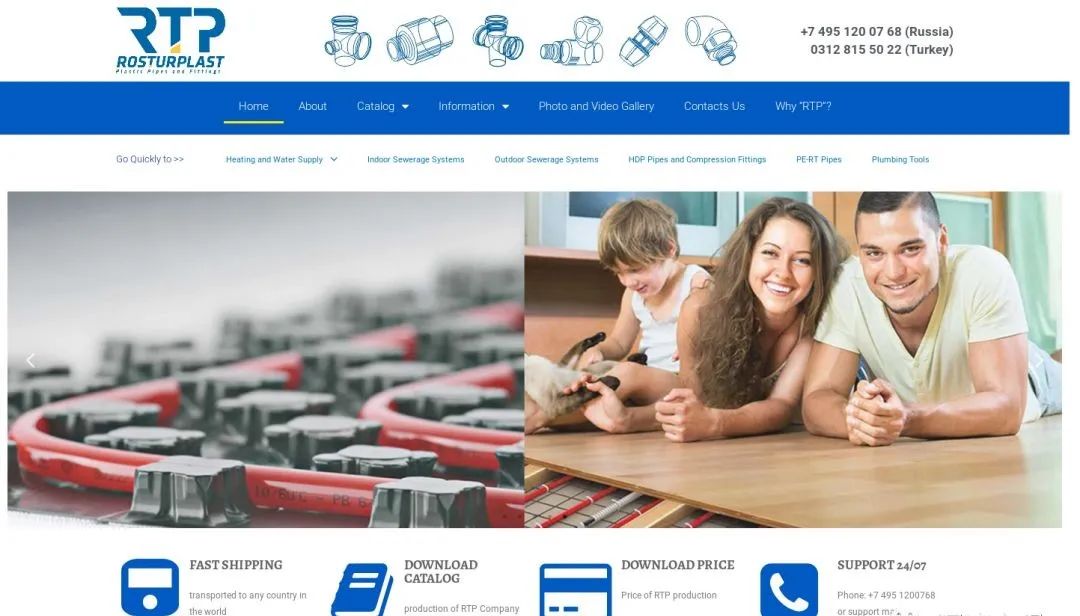 RTP
ROSTURPLAST
Plastic Pipes and Fittings
+7 495 120 07 68 (Russia)
0312 815 50 22 (Turkey)
Home
About
Catalog
Information
Photo and Video Gallery
Contacts Us
Why “RTP”?
Go Quickly to >>
Heating and Water Supply
Indoor Sewerage Systems
Outdoor Sewerage Systems
HDP Pipes and Compression Fittings
PE-RT Pipes
Plumbing Tools
FAST SHIPPING
transported to any country in
the world
DOWNLOAD
CATALOG
production of RTP Company
DOWNLOAD PRICE
Price of RTP production
SUPPORT 24/07
Phone: +7 495 1200768
or support